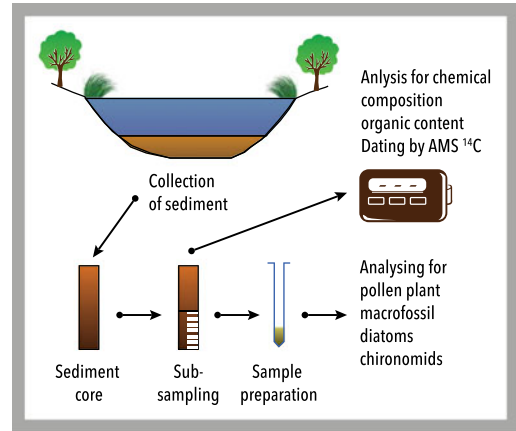 Anlysis for chemical
composition
organic content
Dating by AMS ¹⁴C
Collection
of sediment
Analysing for
pollen plant
macrofossil
diatoms
chironomids
Sediment
core
Sub-
sampling
Sample
preparation